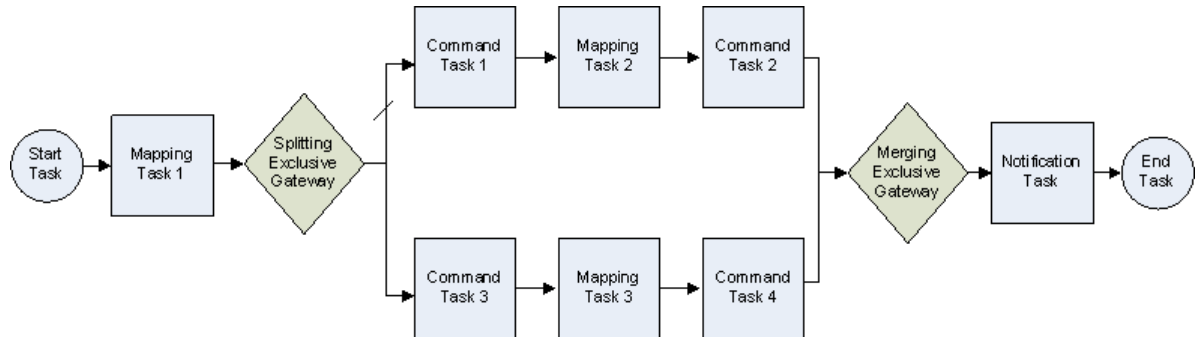 Start
Task
Mapping
Task 1
Splitting
Exclusive
Gateway
Command
Task 1
Mapping
Task 2
Command
Task 2
Command
Task 3
Mapping
Task 3
Command
Task 4
Merging
Exclusive
Gateway
Notification
Task
End
Task